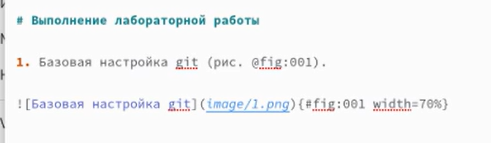 # Выполнение лабораторной работы
1. Базовая настройка git (рис. @fig:001).
![Базовая настройка git](image/1.png){#fig:001 width=70%}